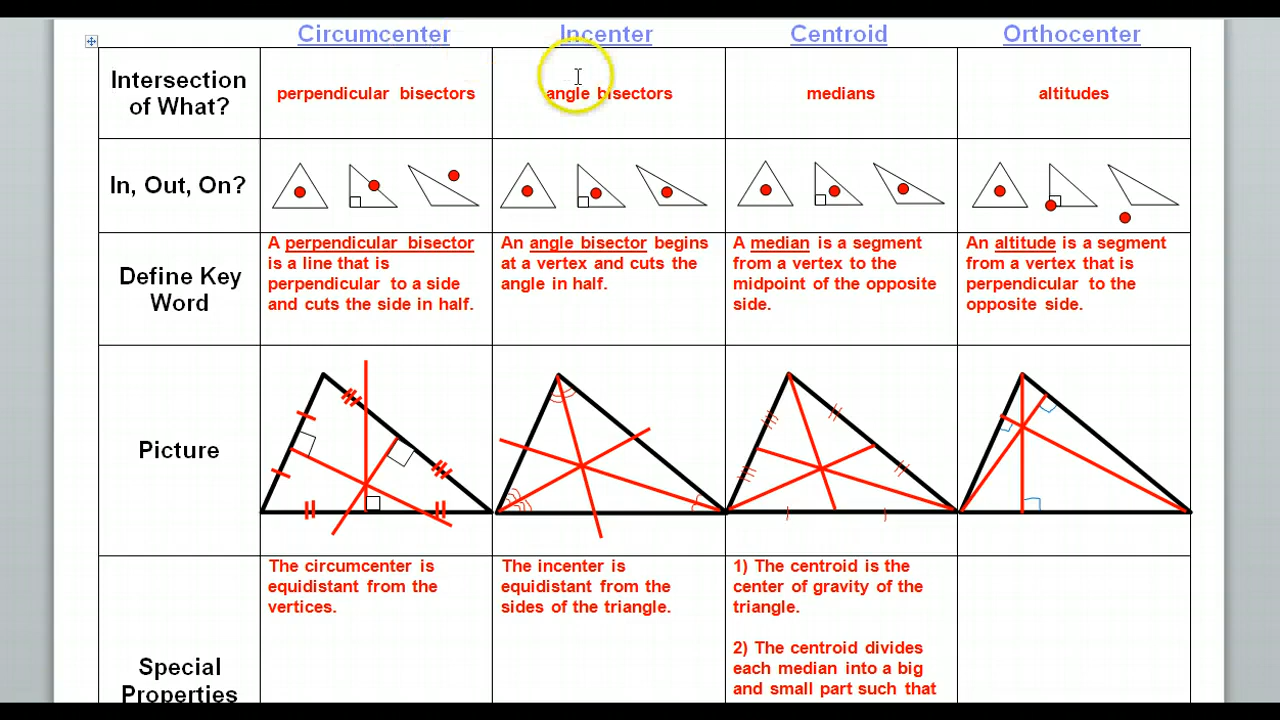 Circumcenter
Incenter
Centroid
Orthocenter
Intersection
of What?
perpendicular bisectors
angle bisectors
medians
altitudes
In, Out, On?
Define Key
Word
A perpendicular bisector
is a line that is
perpendicular to a side
and cuts the side in half.
An angle bisector begins
at a vertex and cuts the
angle in half.
A median is a segment
from a vertex to the
midpoint of the opposite
side.
An altitude is a segment
from a vertex that is
perpendicular to the
opposite side.
Picture
Special
Properties
The circumcenter is
equidistant from the
vertices.
The incenter is
equidistant from the
sides of the triangle.
1) The centroid is the
center of gravity of the
triangle.
2) The centroid divides
each median into a big
and small part such that